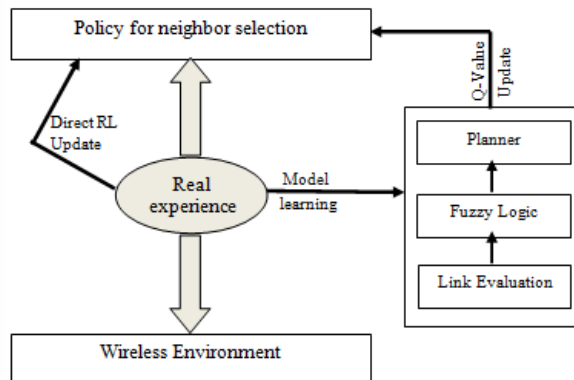 Policy for neighbor selection
Q-Value
Update
Direct RL
Update
Planner
Real
experience
Model
learning
Fuzzy Logic
Link Evaluation
Wireless Environment